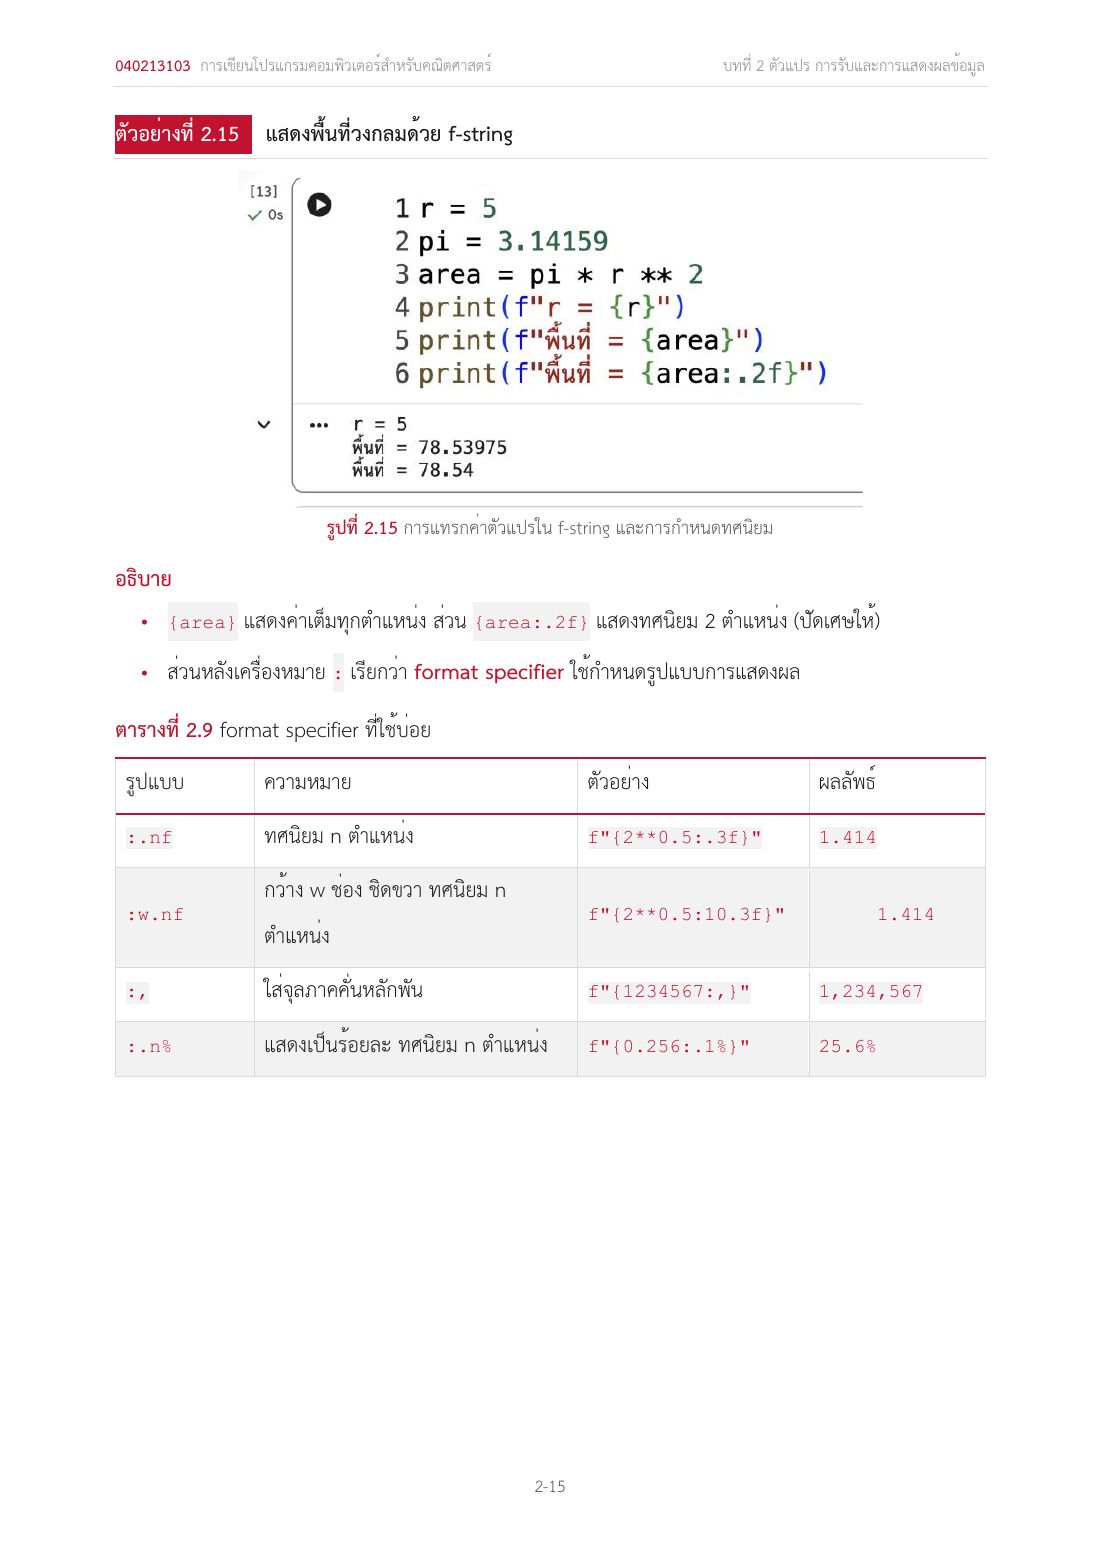 040213103 การเขียนโปรแกรมคอมพิวเตอร์สำหรับคณิตศาสตร์ บทที่ 2 ตัวแปร การรับและการแสดงผลข้อมูล
ตัวอย่างที่ 2.15 แสดงพื้นที่วงกลมด้วย f-string
[13]
0s
1 r = 5
2 pi = 3.14159
3 area = pi * r ** 2
4 print(f"r = {r}")
5 print(f"พื้นที่ = {area}")
6 print(f"พื้นที่ = {area:.2f}")
r = 5
พื้นที่ = 78.53975
พื้นที่ = 78.54
รูปที่ 2.15 การแทรกค่าตัวแปรใน f-string และการกำหนดทศนิยม
อธิบาย
• {area} แสดงค่าเต็มทุกตำแหน่ง ส่วน {area:.2f} แสดงทศนิยม 2 ตำแหน่ง (ปัดเศษให้)
• ส่วนหลังเครื่องหมาย : เรียกว่า format specifier ใช้กำหนดรูปแบบการแสดงผล
ตารางที่ 2.9 format specifier ที่ใช้บ่อย
รูปแบบ ความหมาย ตัวอย่าง ผลลัพธ์
:.nf ทศนิยม n ตำแหน่ง f"{2**0.5:.3f}" 1.414
:w.nf กว้าง w ช่อง ชิดขวา ทศนิยม n
ตำแหน่ง f"{2**0.5:10.3f}" 1.414
:, ใส่จุลภาคคั่นหลักพัน f"{1234567:,}" 1,234,567
:.n% แสดงเป็นร้อยละ ทศนิยม n ตำแหน่ง f"{0.256:.1%}" 25.6%
2-15